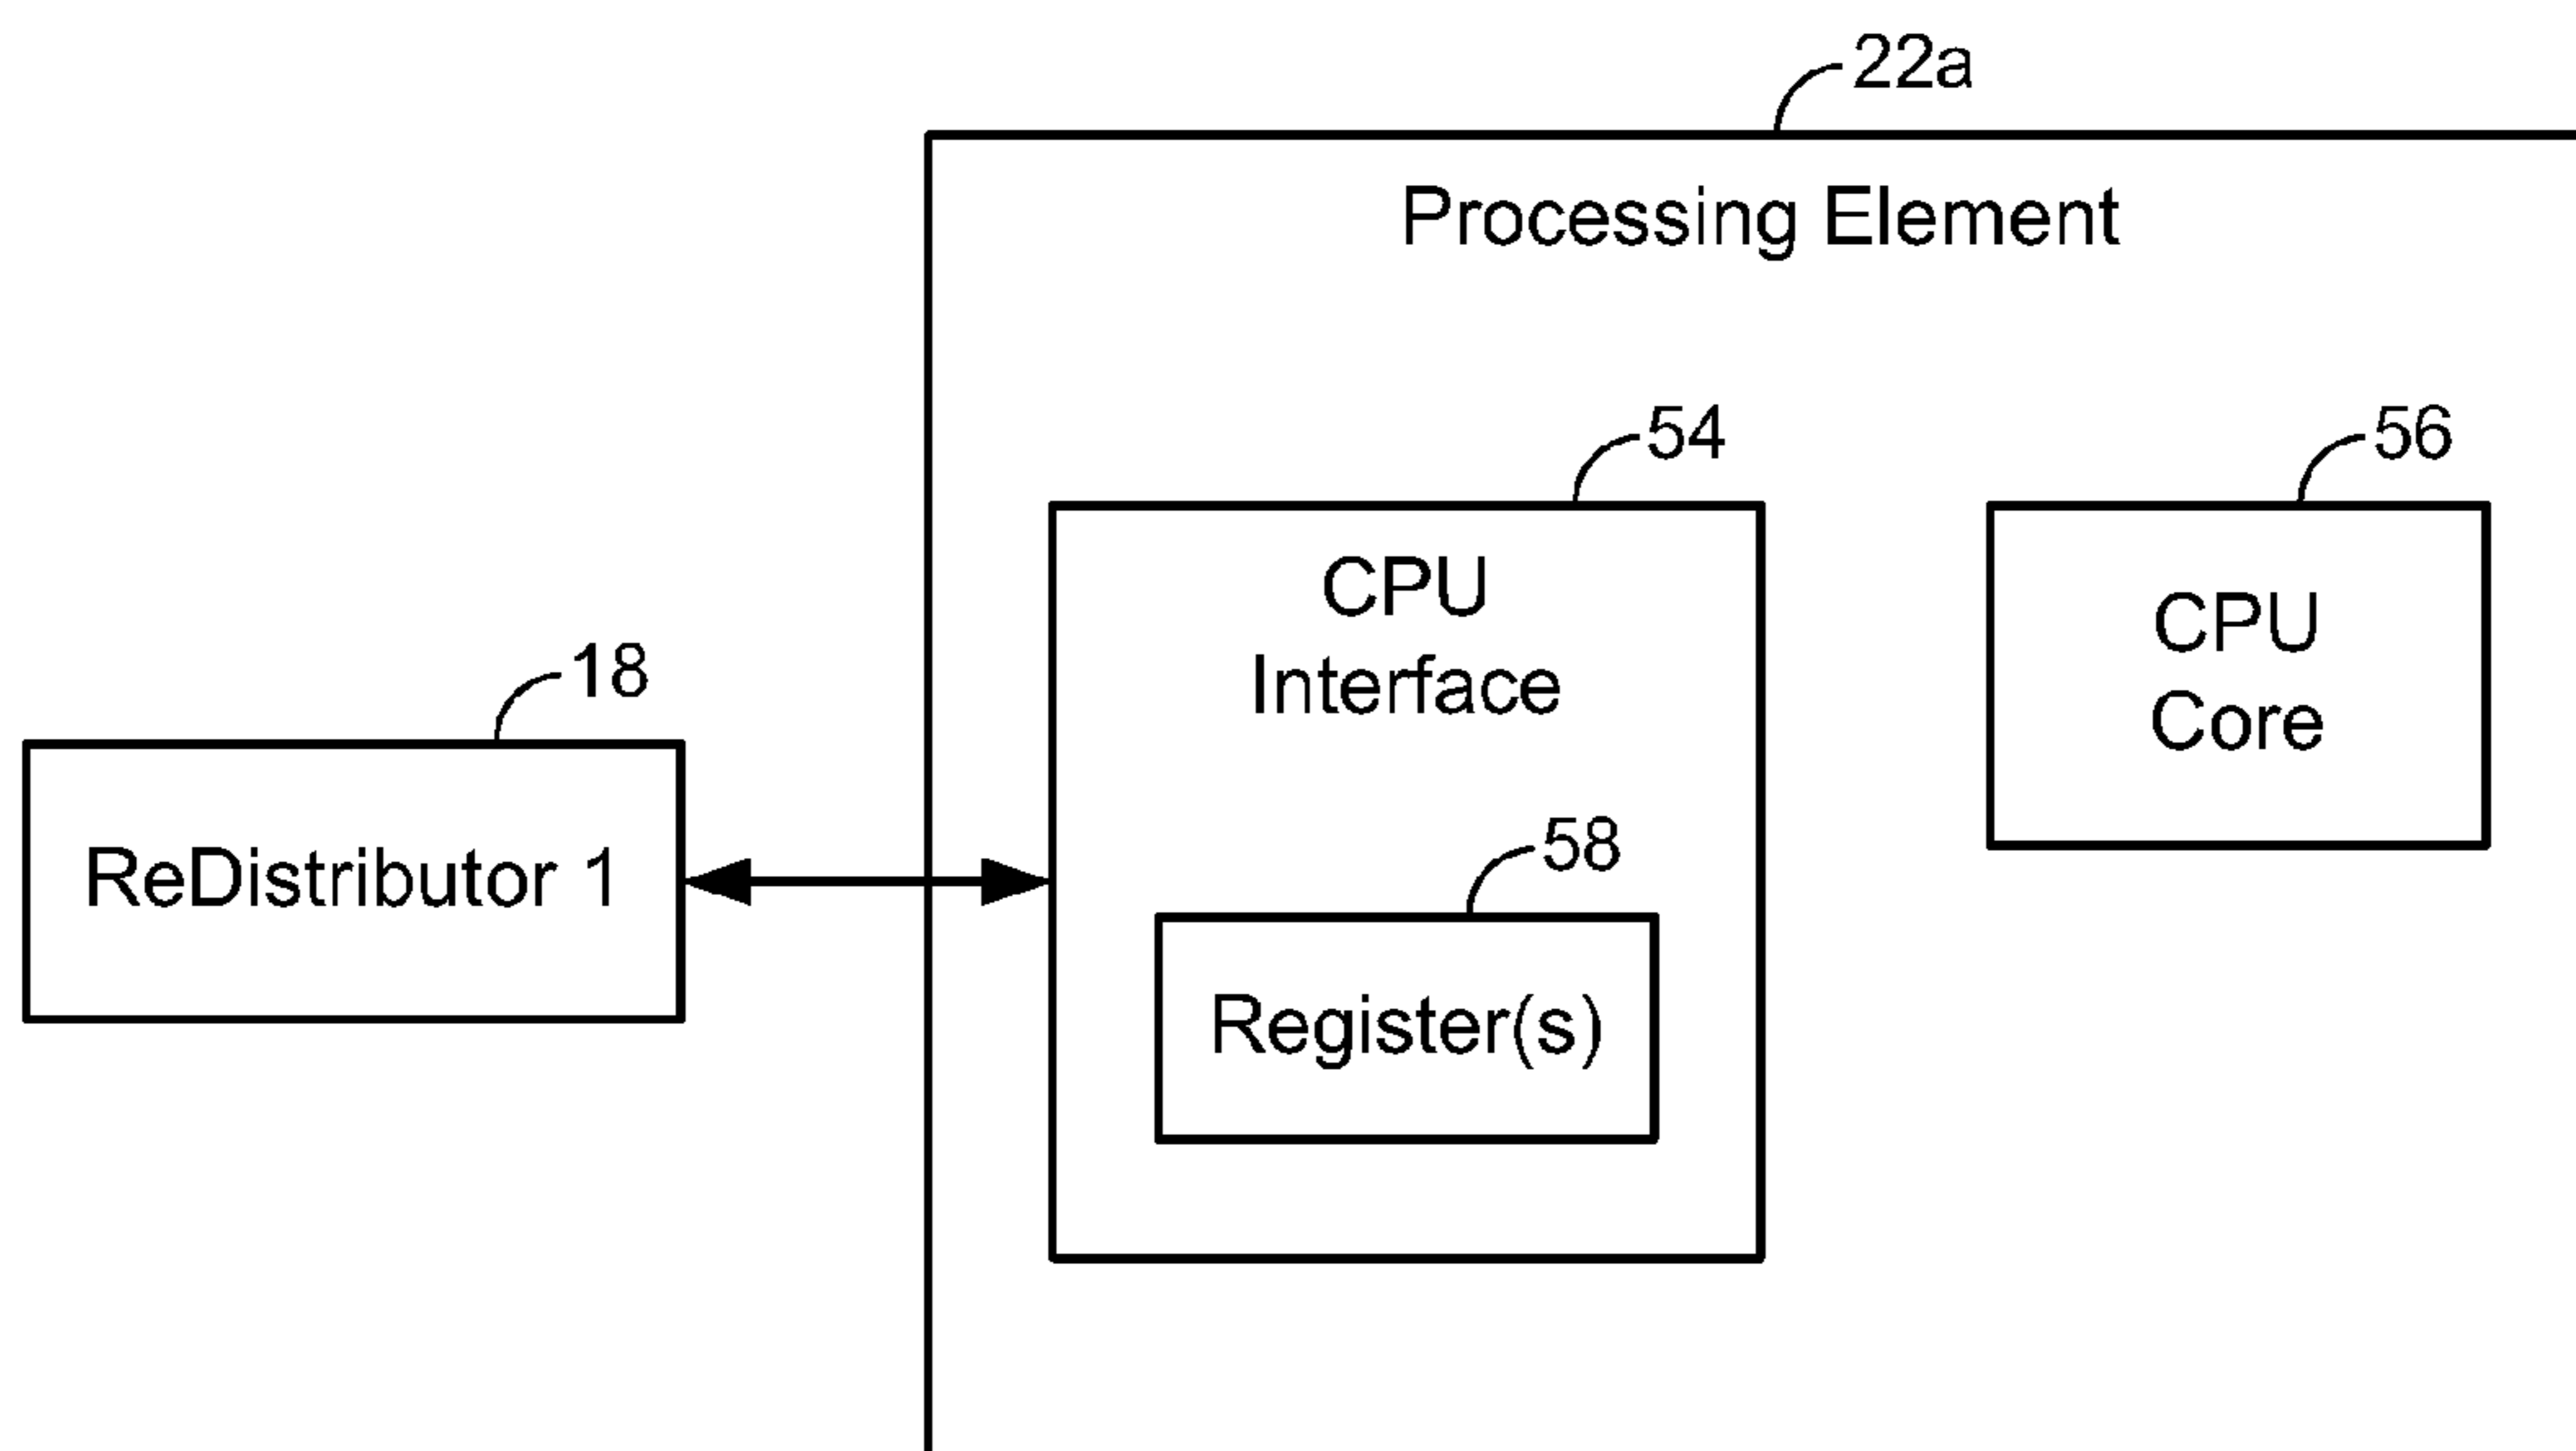 22a
Processing Element
54
56
CPU
Interface
CPU
Core
18
ReDistributor 1
58
Register(s)